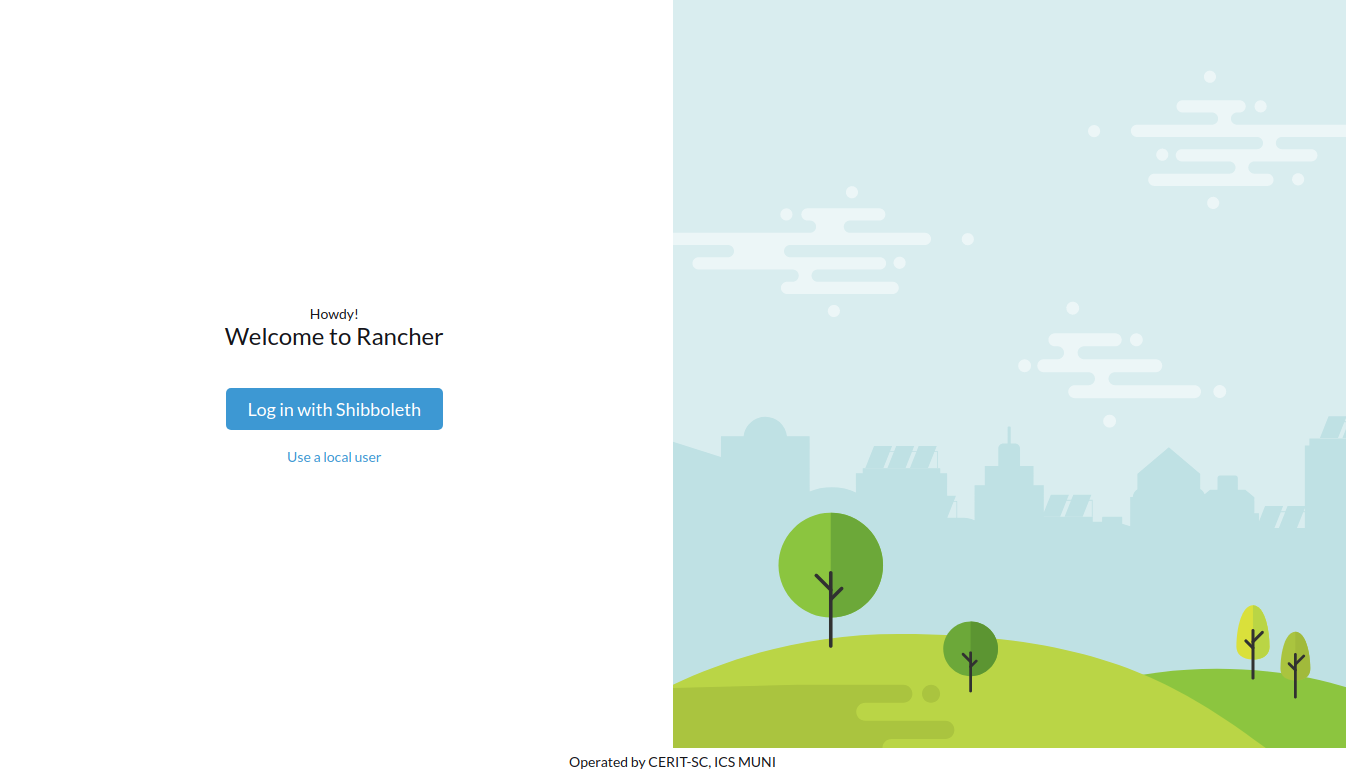 Howdy!
Welcome to Rancher
Log in with Shibboleth
Use a local user
Operated by CERIT-SC, ICS MUNI